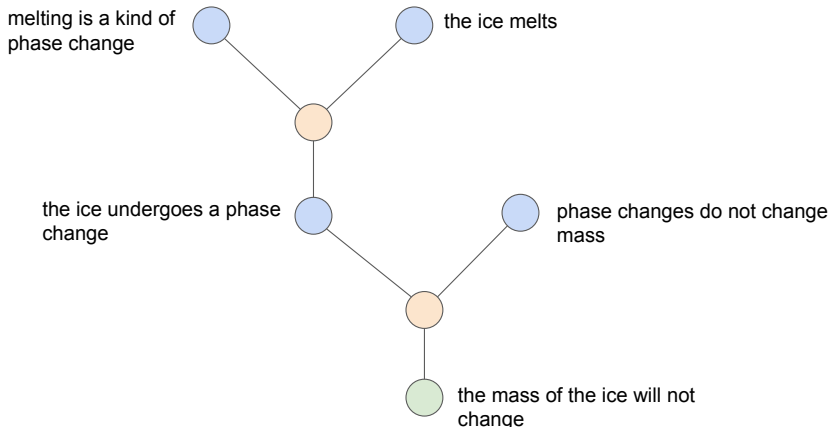 melting is a kind of
phase change
the ice melts
the ice undergoes a phase
change
phase changes do not change
mass
the mass of the ice will not
change